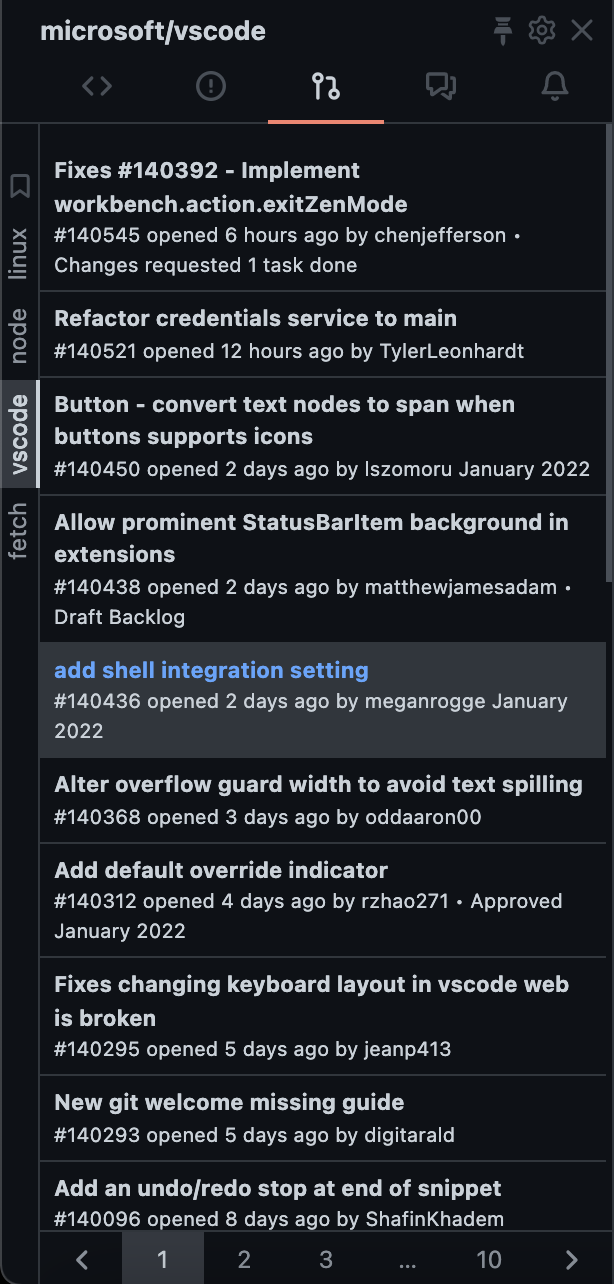 microsoft/vscode
linux
node
vscode
fetch
Fixes #140392 - Implement
workbench.action.exitZenMode
#140545 opened 6 hours ago by chenjefferson •
Changes requested 1 task done
Refactor credentials service to main
#140521 opened 12 hours ago by TylerLeonhardt
Button - convert text nodes to span when
buttons supports icons
#140450 opened 2 days ago by lszomoru January 2022
Allow prominent StatusBarItem background in
extensions
#140438 opened 2 days ago by matthewjamesadam •
Draft Backlog
add shell integration setting
#140436 opened 2 days ago by meganrogge January
2022
Alter overflow guard width to avoid text spilling
#140368 opened 3 days ago by oddaaron00
Add default override indicator
#140312 opened 4 days ago by rzhao271 • Approved
January 2022
Fixes changing keyboard layout in vscode web
is broken
#140295 opened 5 days ago by jeanp413
New git welcome missing guide
#140293 opened 5 days ago by digitarald
Add an undo/redo stop at end of snippet
#140096 opened 8 days ago by ShafinKhadem
1 2 3 ... 10